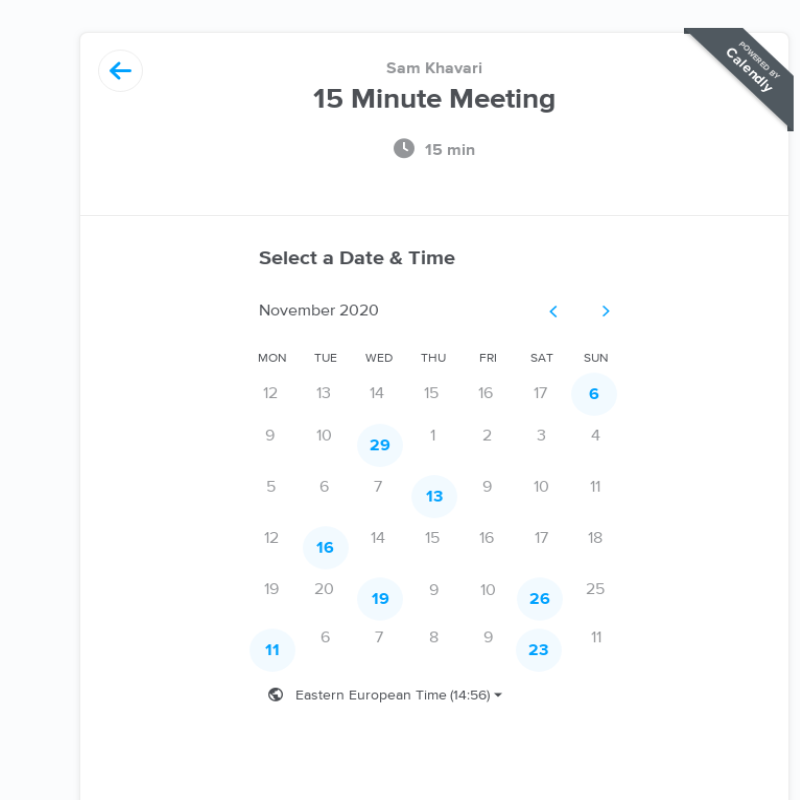 POWERED BY
Calendly
Sam Khavari
15 Minute Meeting
15 min
Select a Date & Time
November 2020
MON TUE WED THU FRI SAT SUN
12 13 14 15 16 17 6
9 10 29 1 2 3 4
5 6 7 13 9 10 11
12 16 14 15 16 17 18
19 20 19 9 10 26 25
11 6 7 8 9 23 11
Eastern European Time (14:56)